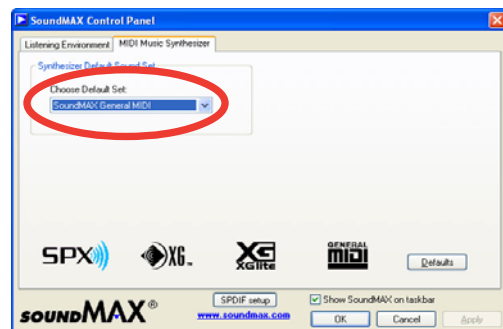 SoundMAX Control Panel
Listening Environment MIDI Music Synthesizer
Synthesizer Default Sound Set
Choose Default Set:
SoundMAX General MIDI
SPX XG XG XGlite GENERAL MIDI Defaults
SPDIF setup Show SoundMAX on taskbar
SOUNDMAX® www.soundmax.com OK Cancel Apply